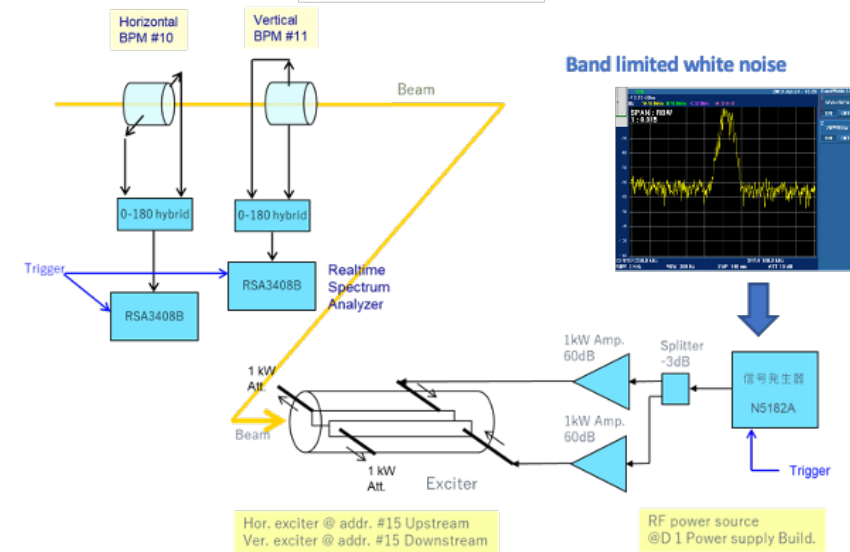 Horizontal
BPM #10
Vertical
BPM #11
Band limited white noise
Beam
SPAN : RBW
0-180 hybrid
0-180 hybrid
Trigger
RSA3408B
RSA3408B
Realtime
Spectrum
Analyzer
1 kW
Att.
1kW Amp.
60dB
Splitter
-3dB
信号発生器
N5182A
Beam
1kW Amp.
60dB
1 kW
Att.
Exciter
Trigger
Hor. exciter @ addr. #15 Upstream
Ver. exciter @ addr. #15 Downstream
RF power source
@D 1 Power supply Build.